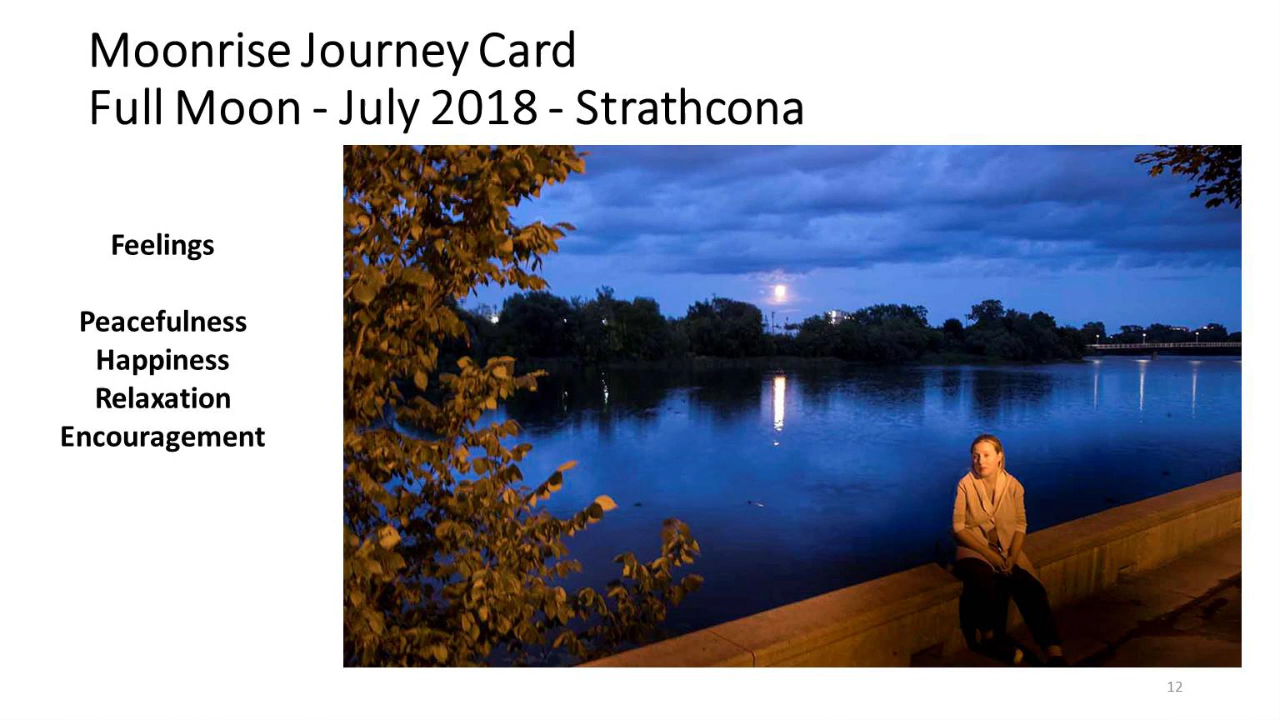 Moonrise Journey Card
Full Moon - July 2018 - Strathcona
Feelings
Peacefulness
Happiness
Relaxation
Encouragement
12